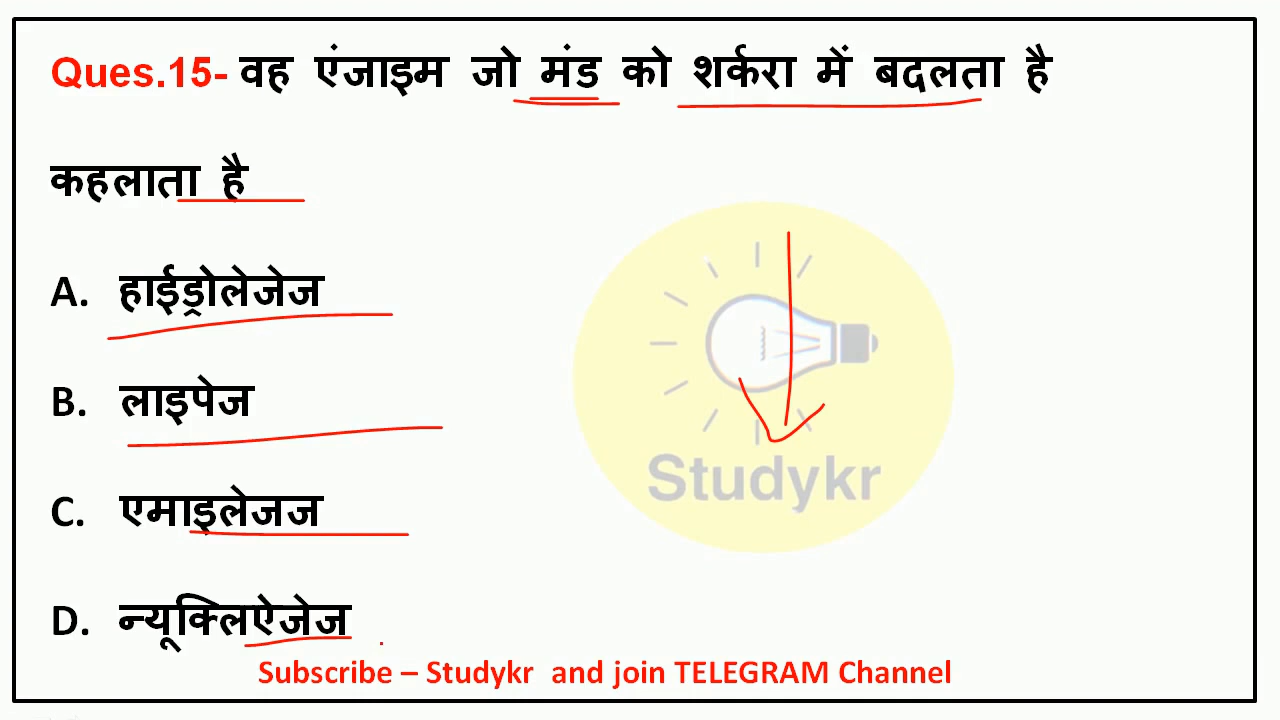 Ques.15- वह एंजाइम जो मंड को शर्करा में बदलता है
कहलाता है
A. हाईड्रोलेजेज
B. लाइपेज
Studykr
C. एमाइलेजज
D. न्यूक्लिऐजेज
Subscribe – Studykr and join TELEGRAM Channel